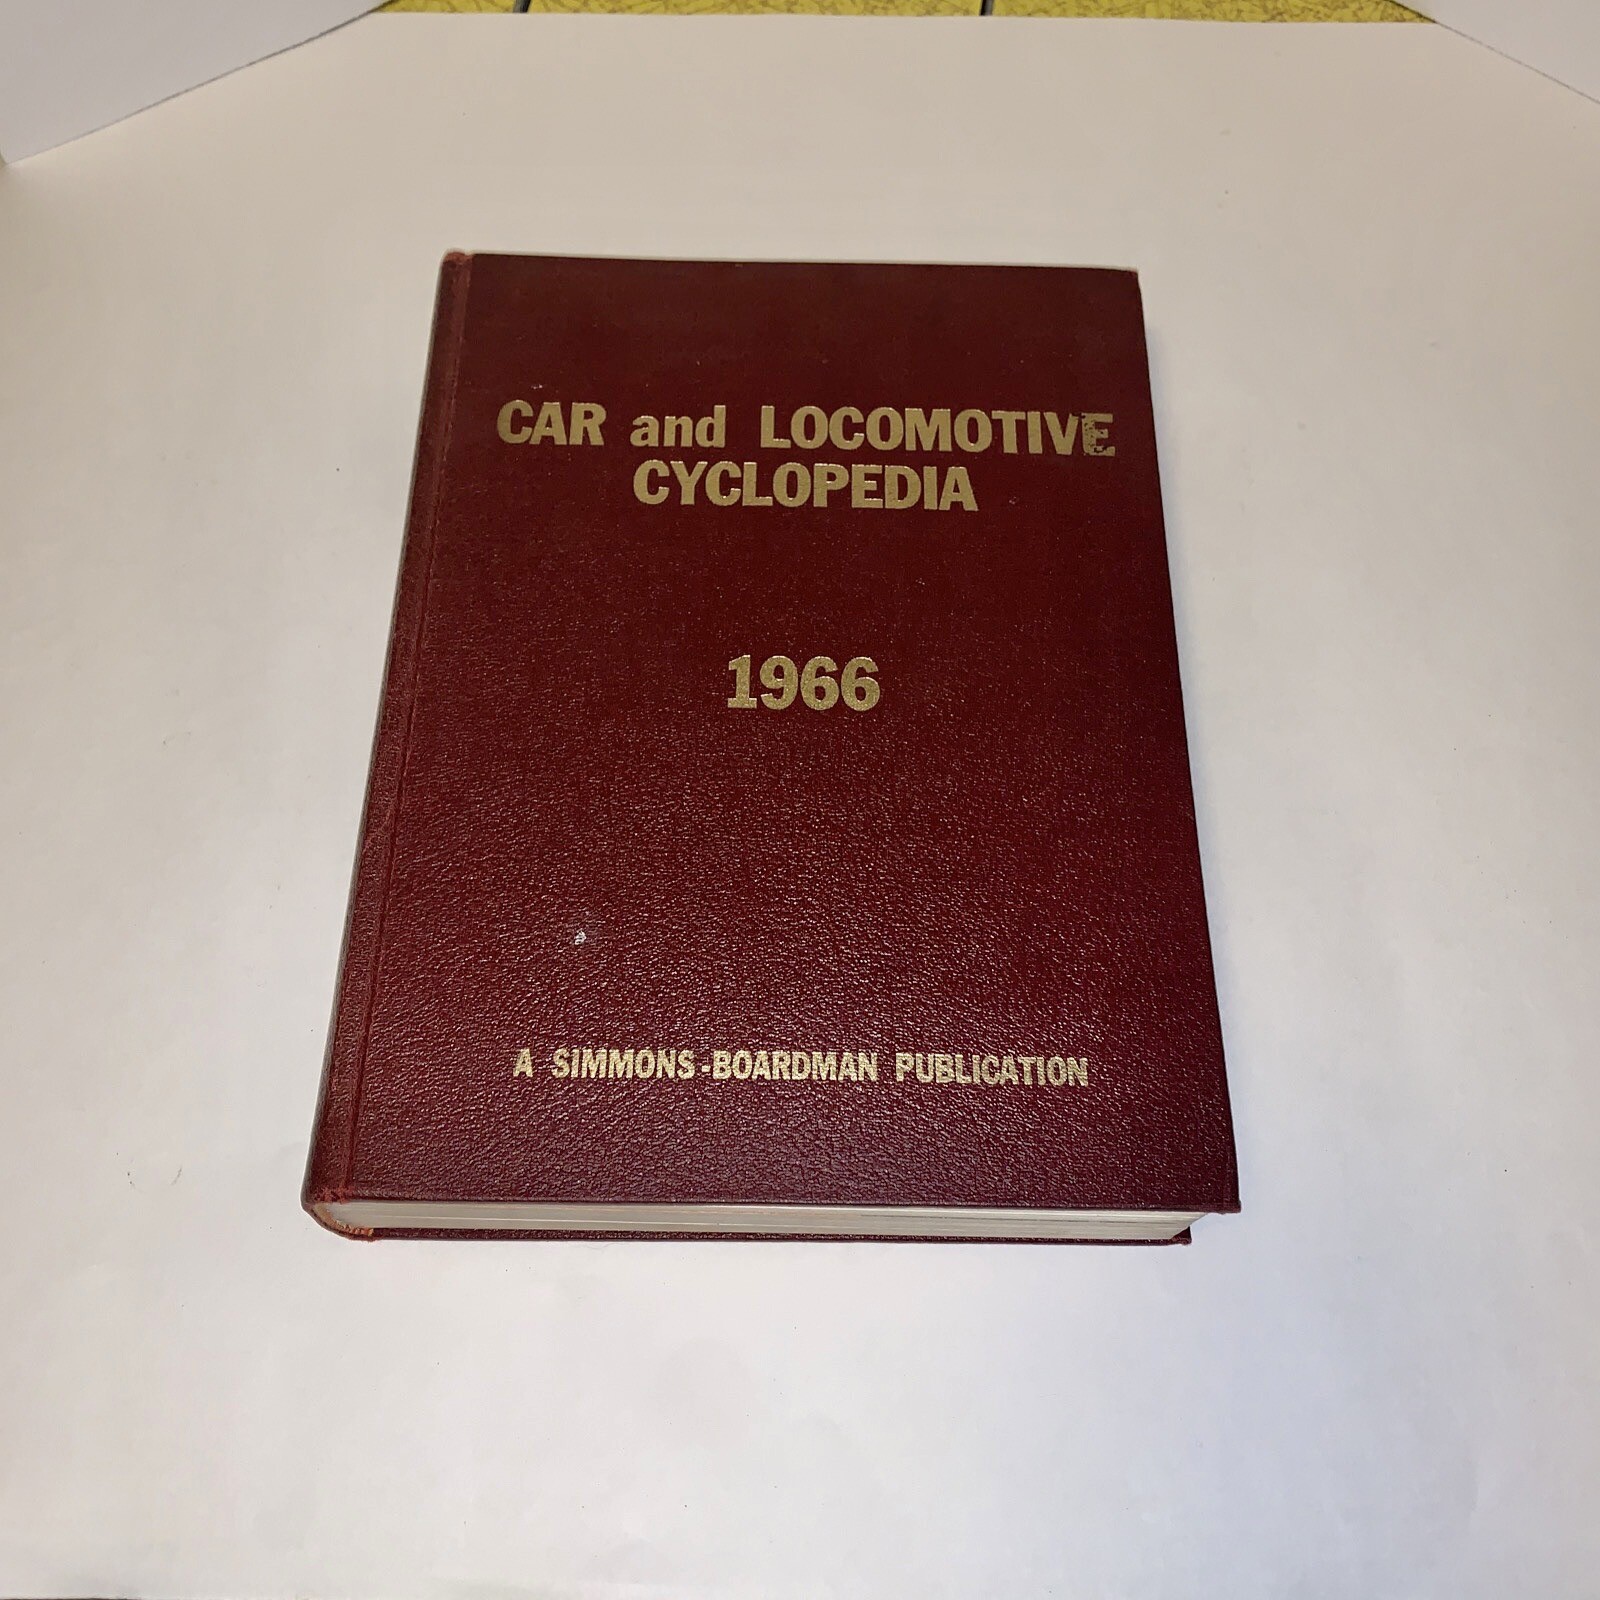 CAR and LOCOMOTIVE
CYCLOPEDIA
1966
A SIMMONS-BOARDMAN PUBLICATION